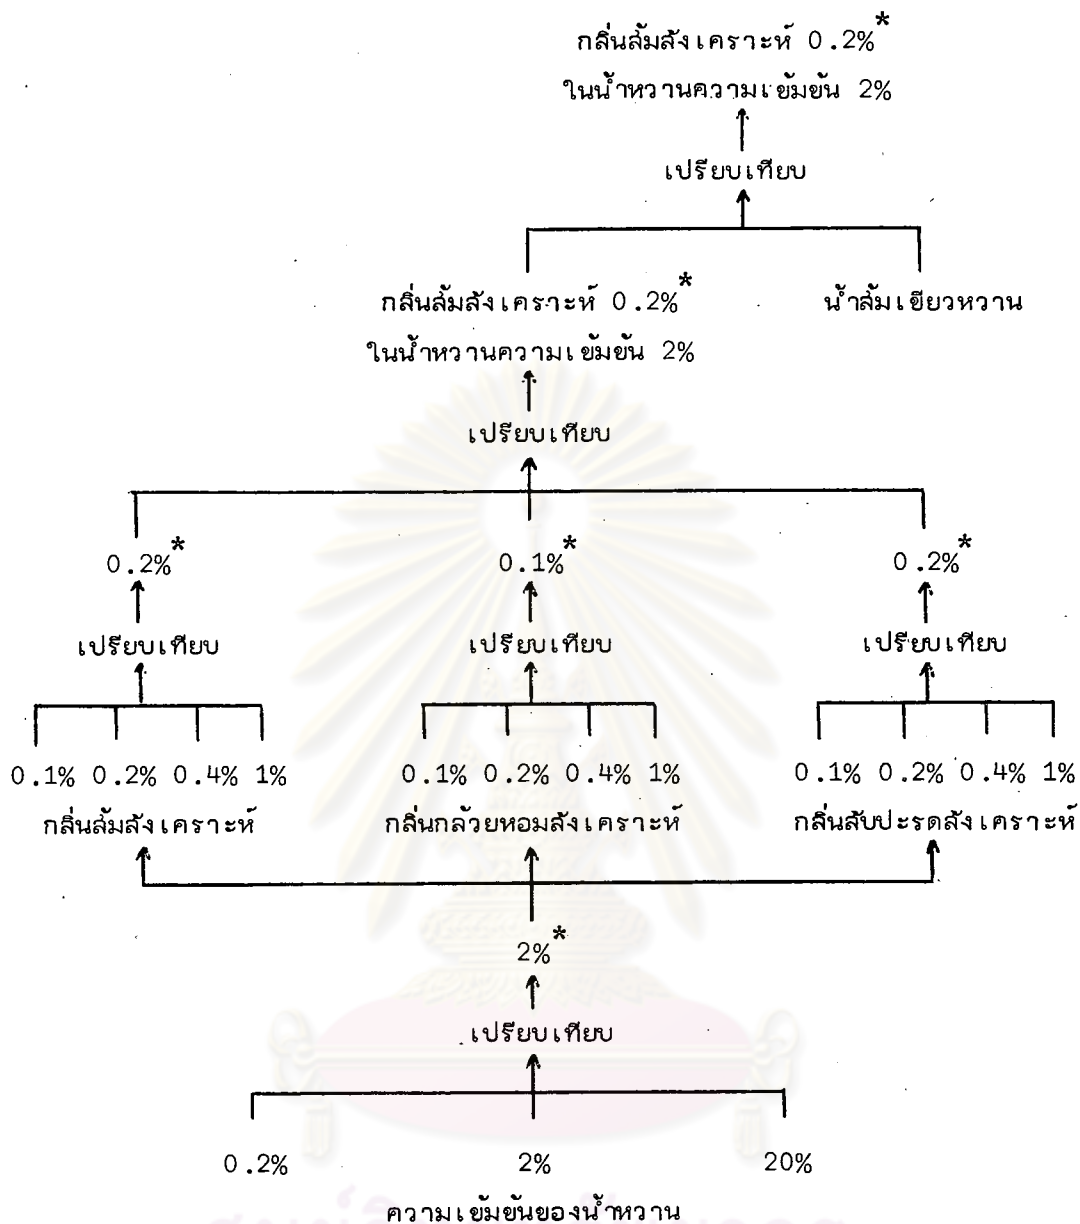 กลิ่นส้มสังเคราะห์ 0.2%*
ในน้ำหวานความเข้มข้น 2%
เปรียบเทียบ
กลิ่นส้มสังเคราะห์ 0.2%* น้ำส้มเขียวหวาน
ในน้ำหวานความเข้มข้น 2%
เปรียบเทียบ
0.2%* 0.1%* 0.2%*
เปรียบเทียบ เปรียบเทียบ เปรียบเทียบ
0.1% 0.2% 0.4% 1% 0.1% 0.2% 0.4% 1% 0.1% 0.2% 0.4% 1%
กลิ่นส้มสังเคราะห์ กลิ่นกล้วยหอมสังเคราะห์ กลิ่นสับปะรดสังเคราะห์
2%*
เปรียบเทียบ
0.2% 2% 20%
ความเข้มข้นของน้ำหวาน